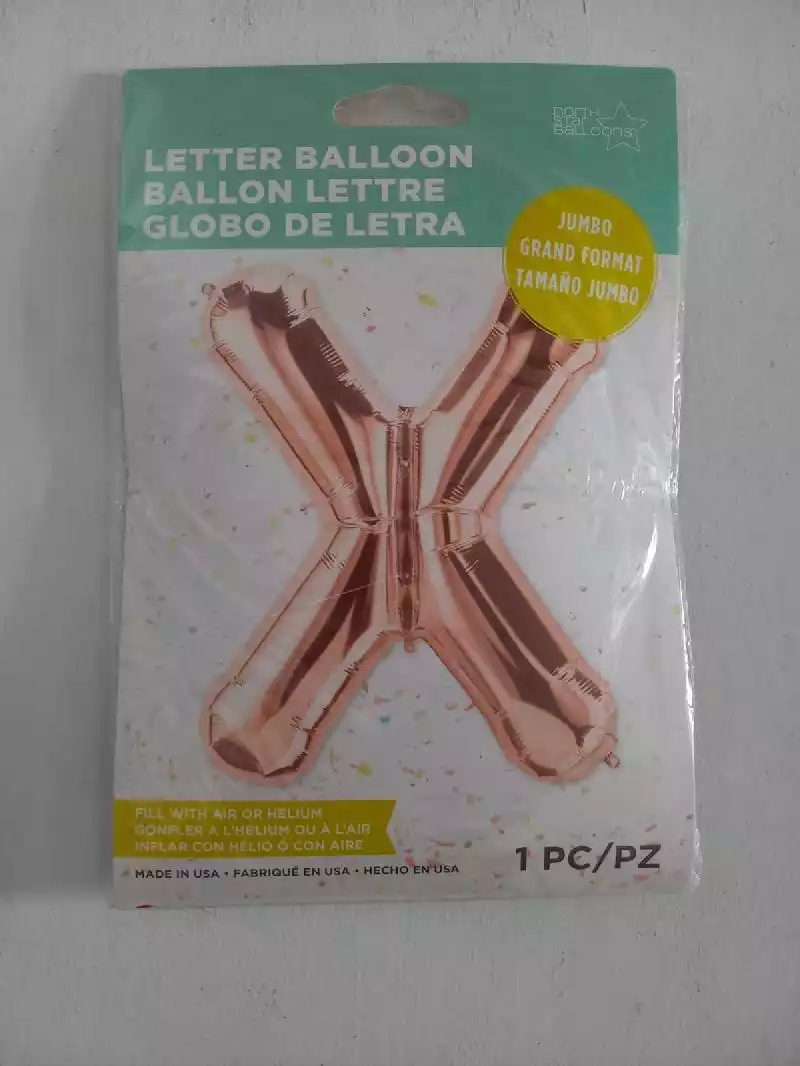 LETTER BALLOON
BALLON LETTRE
GLOBO DE LETRA
north
star
balloons
JUMBO
GRAND FORMAT
TAMAÑO JUMBO
FILL WITH AIR OR HELIUM
GONFLER A L'HELIUM OU À L'AIR
INFLAR CON HELIO O CON AIRE
MADE IN USA • FABRIQUÉ EN USA • HECHO EN USA
1 PC/PZ